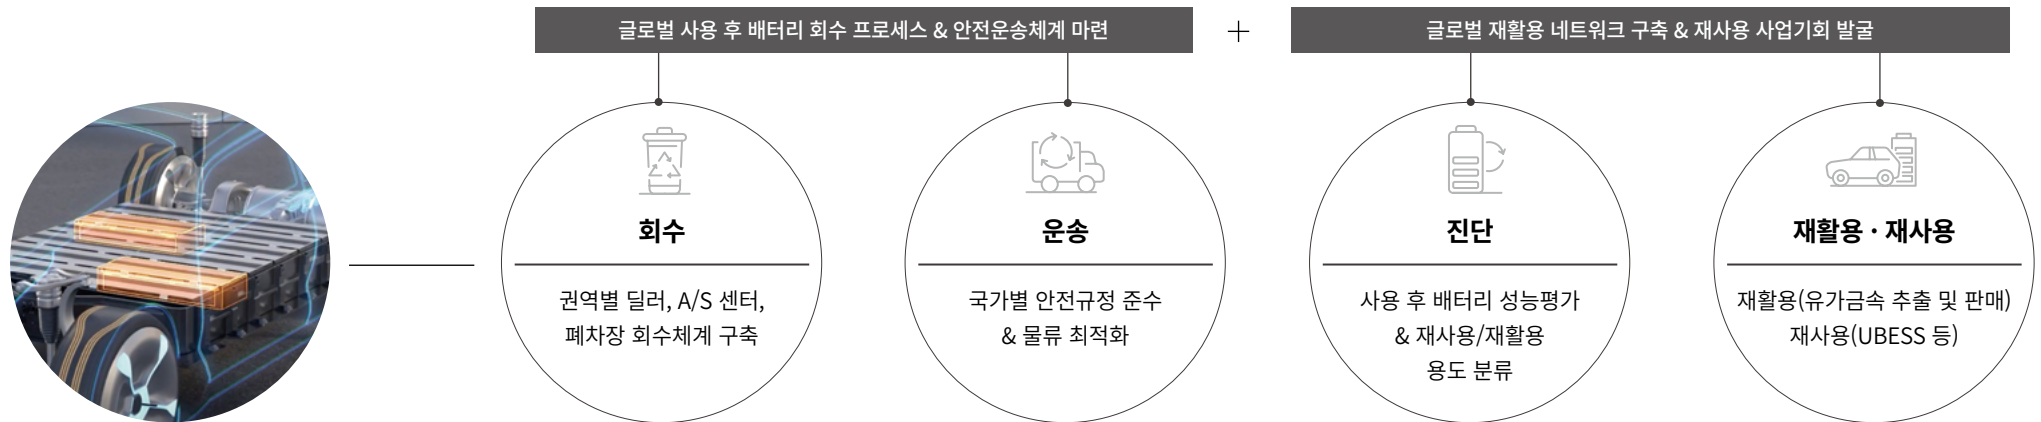 글로벌 사용 후 배터리 회수 프로세스 & 안전운송체계 마련
+
글로벌 재활용 네트워크 구축 & 재사용 사업기회 발굴
회수
권역별 딜러, A/S 센터,
폐차장 회수체계 구축
운송
국가별 안전규정 준수
& 물류 최적화
진단
사용 후 배터리 성능평가
& 재사용/재활용
용도 분류
재활용 · 재사용
재활용(유가금속 추출 및 판매)
재사용(UBESS 등)